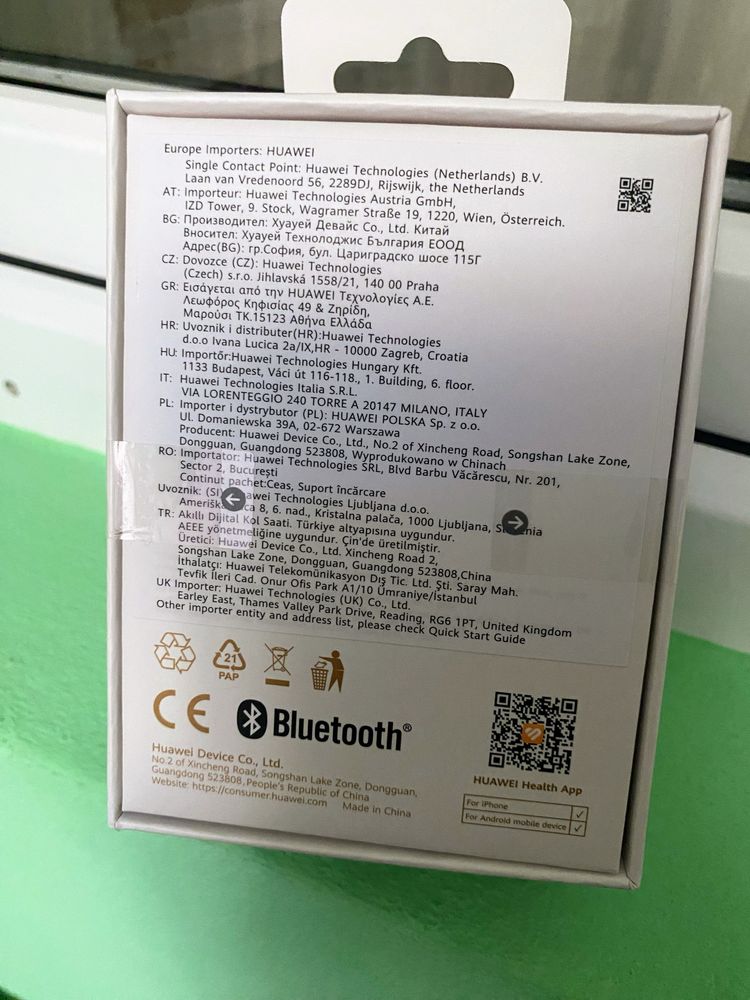 Europe Importers: HUAWEI
Single Contact Point: Huawei Technologies (Netherlands) B.V.
Laan van Vredenoord 56, 2289DJ, Rijswijk, the Netherlands
AT: Importeur: Huawei Technologies Austria GmbH,
IZD Tower, 9. Stock, Wagramer Straße 19, 1220, Wien, Österreich.
BG: Производител: Хуауей Девайс Co., Ltd. Китай
Вносител: Хуауей Технолоджис България ЕООД
Адрес(BG): гр.София, бул. Цариградско шосе 115Г
CZ: Dovozce (CZ): Huawei Technologies
(Czech) s.r.o. Jihlavská 1558/21, 140 00 Praha
GR: Εισάγεται από την HUAWEI Τεχνολογίες Α.Ε.
Λεωφόρος Κηφισίας 49 & Ζηρίδη,
Μαρούσι ΤΚ.15123 Αθήνα Ελλάδα
HR: Uvoznik i distributer(HR):Huawei Technologies
d.o.o Ivana Lucica 2a/IX,HR - 10000 Zagreb, Croatia
HU: Importőr:Huawei Technologies Hungary Kft.
1133 Budapest, Váci út 116-118., 1. Building, 6. floor.
IT: Huawei Technologies Italia S.R.L.
VIA LORENTEGGIO 240 TORRE A 20147 MILANO, ITALY
PL: Importer i dystrybutor (PL): HUAWEI POLSKA Sp. z o.o.
Ul. Domaniewska 39A, 02-672 Warszawa
Producent: Huawei Device Co., Ltd., No.2 of Xincheng Road, Songshan Lake Zone,
Dongguan, Guangdong 523808, Wyprodukowano w Chinach
RO: Importator: Huawei Technologies SRL, Blvd Barbu Văcărescu, Nr. 201,
Sector 2, București
Continut pachet:Ceas, Suport încărcare
Uvoznik: (SI) Huawei Technologies Ljubljana d.o.o.
8, 6. nad., Kristalna palača, 1000 Ljubljana,
TR: Akıllı Dijital Kol Saati. Türkiye altyapısına uygundur.
AEEE yönetmeliğine uygundur. Çin'de üretilmiştir.
Üretici: Huawei Device Co., Ltd. Xincheng Road 2,
Songshan Lake Zone, Dongguan, Guangdong 523808,China
İthalatçı: Huawei Telekomünikasyon Dış Tic. Ltd. Şti. Saray Mah.
Tevfik İleri Cad. Onur Ofis Park A1/10 Ümraniye/İstanbul
UK Importer: Huawei Technologies (UK) Co., Ltd.
Earley East, Thames Valley Park Drive, Reading, RG6 1PT, United Kingdom
Other importer entity and address list, please check Quick Start Guide
21
PAP
CE
Bluetooth®
Huawei Device Co., Ltd.
No.2 of Xincheng Road, Songshan Lake Zone, Dongguan,
Guangdong 523808,People's Republic of China
Website: https://consumer.huawei.com Made in China
HUAWEI Health App
For iPhone ✓
For Android mobile device ✓